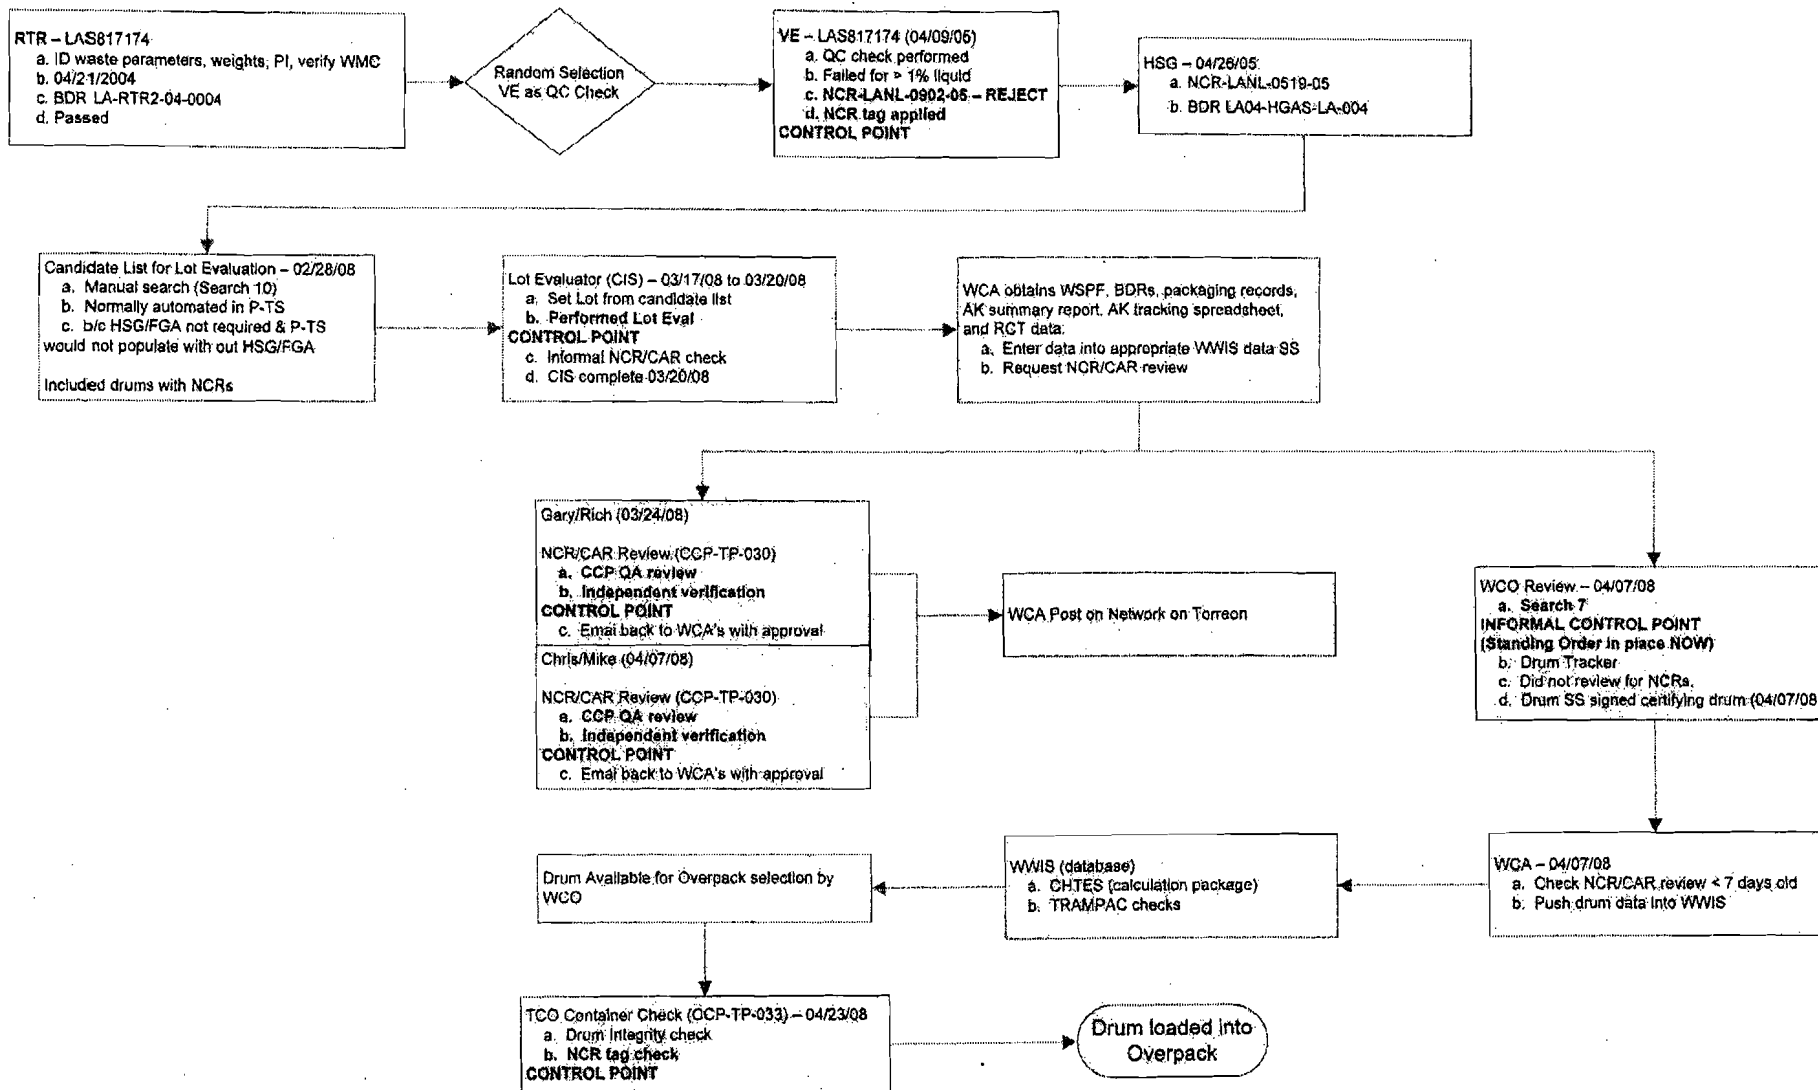 RTR – LAS817174
a. ID waste parameters, weights, PI, verify WMC
b. 04/21/2004
c. BDR LA-RTR2-04-0004
d. Passed
Random Selection
VE as QC Check
VE – LAS817174 (04/09/05)
a. QC check performed
b. Failed for > 1% liquid
c. NCR-LANL-0902-05 – REJECT
d. NCR tag applied
CONTROL POINT
HSG – 04/26/05:
a. NCR-LANL-0519-05
b. BDR LA04-HGAS-LA-004
Candidate List for Lot Evaluation – 02/28/08
a. Manual search (Search 10)
b. Normally automated in P-TS
c. b/c HSG/FGA not required & P-TS
would not populate with out HSG/FGA
Included drums with NCRs
Lot Evaluator (CIS) – 03/17/08 to 03/20/08
a. Set Lot from candidate list
b. Performed Lot Eval
CONTROL POINT
c. Informal NCR/CAR check
d. CIS complete 03/20/08
WCA obtains WSPF, BDRs, packaging records,
AK summary report, AK tracking spreadsheet,
and RCT data:
a. Enter data into appropriate WWIS data SS
b. Request NCR/CAR review
Gary/Rich (03/24/08)
NCR/CAR Review (CCP-TP-030)
a. CCP QA review
b. Independent verification
CONTROL POINT
c. Emai back to WCA's with approval
Chris/Mike (04/07/08)
NCR/CAR Review (CCP-TP-030)
a. CCP QA review
b. Independent verification
CONTROL POINT
c. Emai back to WCA's with approval
WCA Post on Network on Torreon
WCO Review – 04/07/08
a. Search 7
INFORMAL CONTROL POINT
(Standing Order in place NOW)
b. Drum Tracker
c. Did not review for NCRs.
d. Drum SS signed certifying drum (04/07/08
WCA – 04/07/08
a. Check NCR/CAR review < 7 days old
b. Push drum data into WWIS
WWIS (database)
a. CHTES (calculation package)
b. TRAMPAC checks
Drum Available for Overpack selection by
WCO
TCO Container Check (CCP-TP-033) – 04/23/08
a. Drum integrity check
b. NCR tag check
CONTROL POINT
Drum loaded into
Overpack